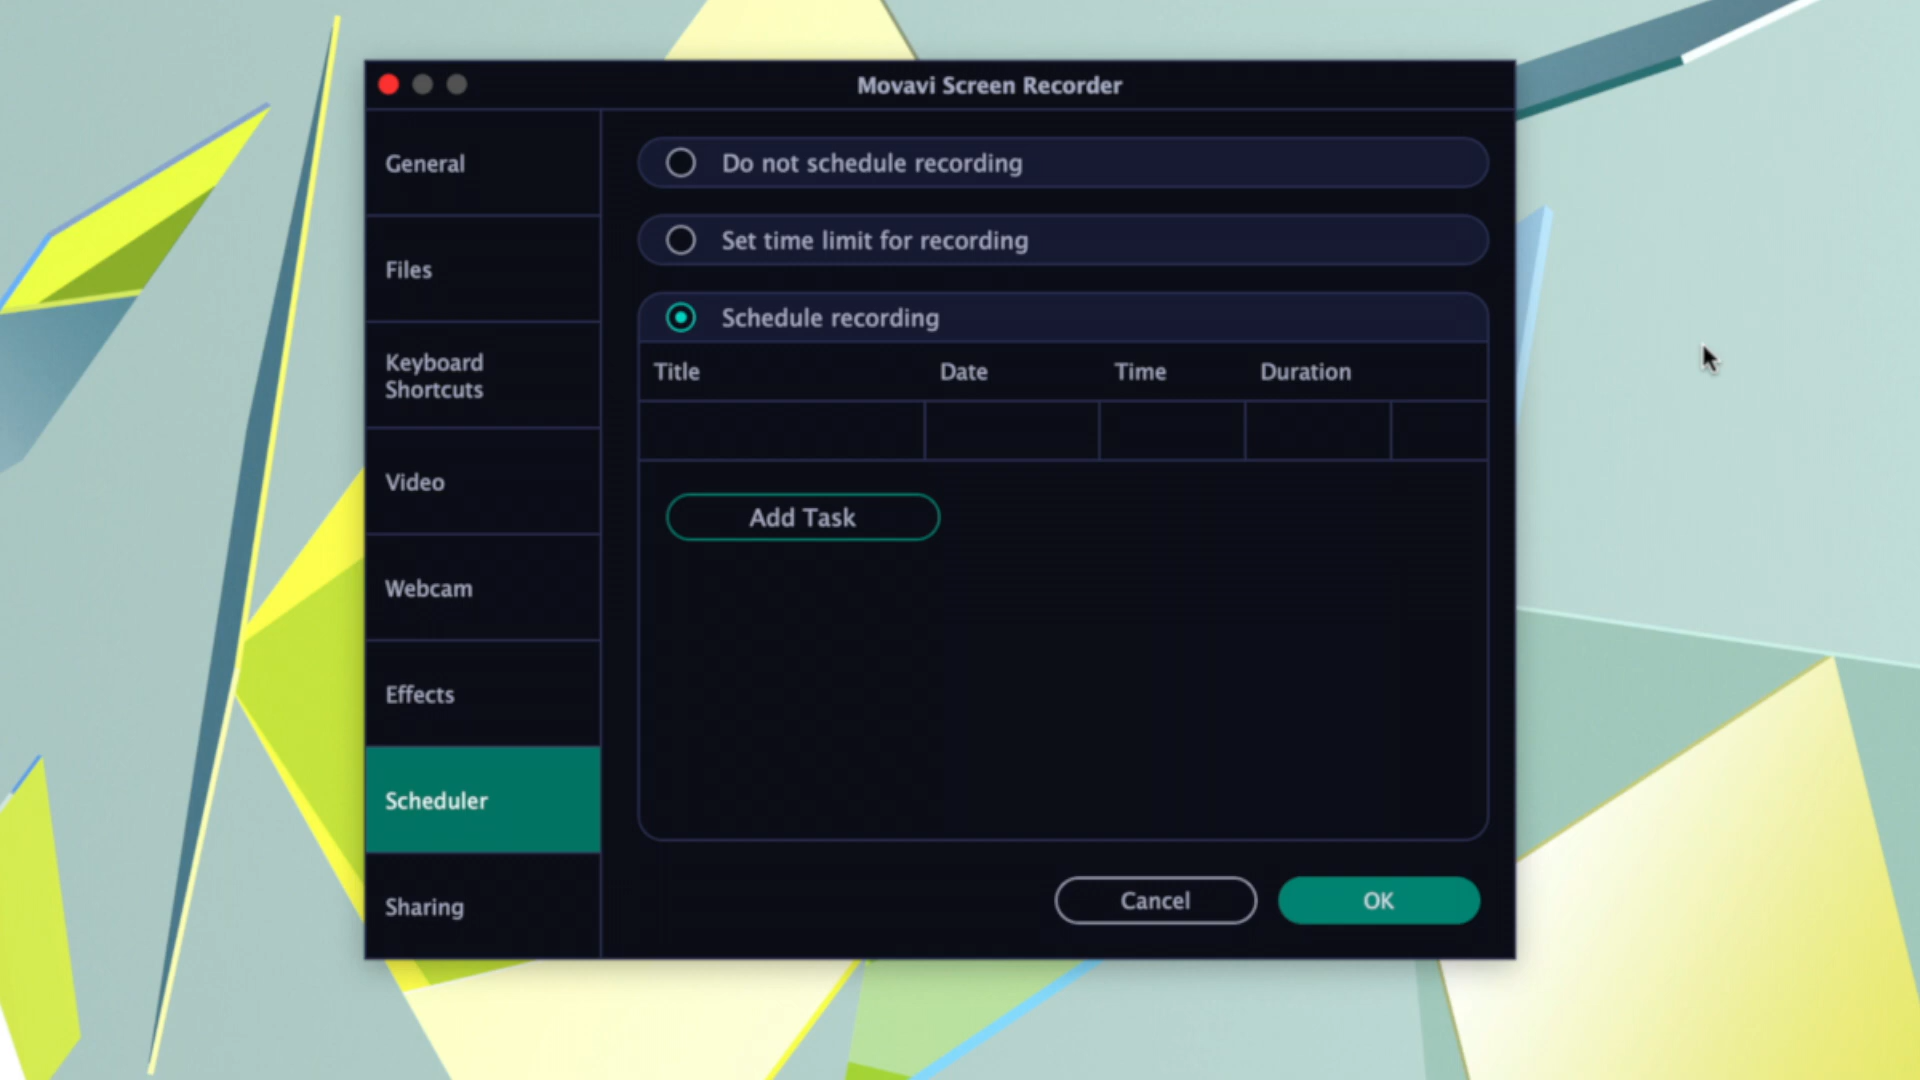 Movavi Screen Recorder
General
Files
Keyboard
Shortcuts
Video
Webcam
Effects
Scheduler
Sharing
Do not schedule recording
Set time limit for recording
Schedule recording
Title Date Time Duration
Add Task
Cancel OK